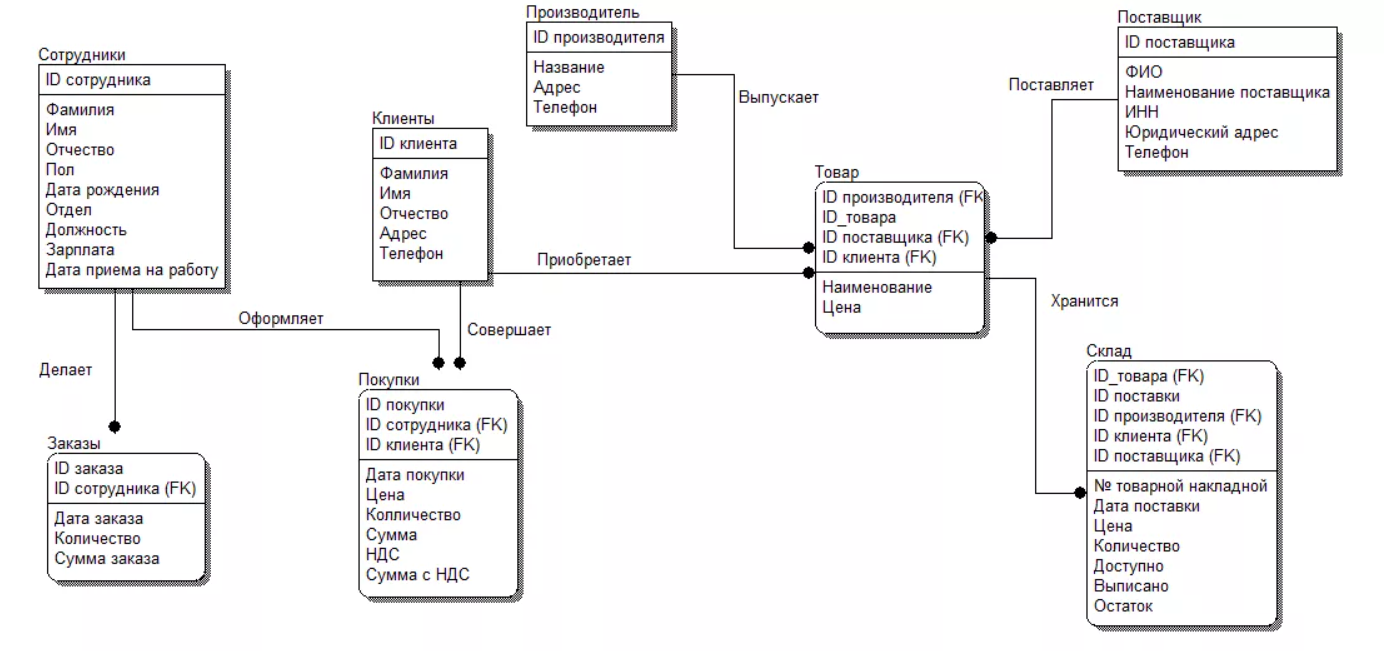 Сотрудники
ID сотрудника
Фамилия
Имя
Отчество
Пол
Дата рождения
Отдел
Должность
Зарплата
Дата приема на работу
Клиенты
ID клиента
Фамилия
Имя
Отчество
Адрес
Телефон
Производитель
ID производителя
Название
Адрес
Телефон
Выпускает
Поставщик
ID поставщика
ФИО
Наименование поставщика
ИНН
Юридический адрес
Телефон
Поставляет
Товар
ID производителя (FK
ID_товара
ID поставщика (FK)
ID клиента (FK)
Наименование
Цена
Приобретает
Хранится
Оформляет
Совершает
Делает
Заказы
ID заказа
ID сотрудника (FK)
Дата заказа
Количество
Сумма заказа
Покупки
ID покупки
ID сотрудника (FK)
ID клиента (FK)
Дата покупки
Цена
Колличество
Сумма
НДС
Сумма с НДС
Склад
ID_товара (FK)
ID поставки
ID производителя (FK)
ID клиента (FK)
ID поставщика (FK)
№ товарной накладной
Дата поставки
Цена
Количество
Доступно
Выписано
Остаток